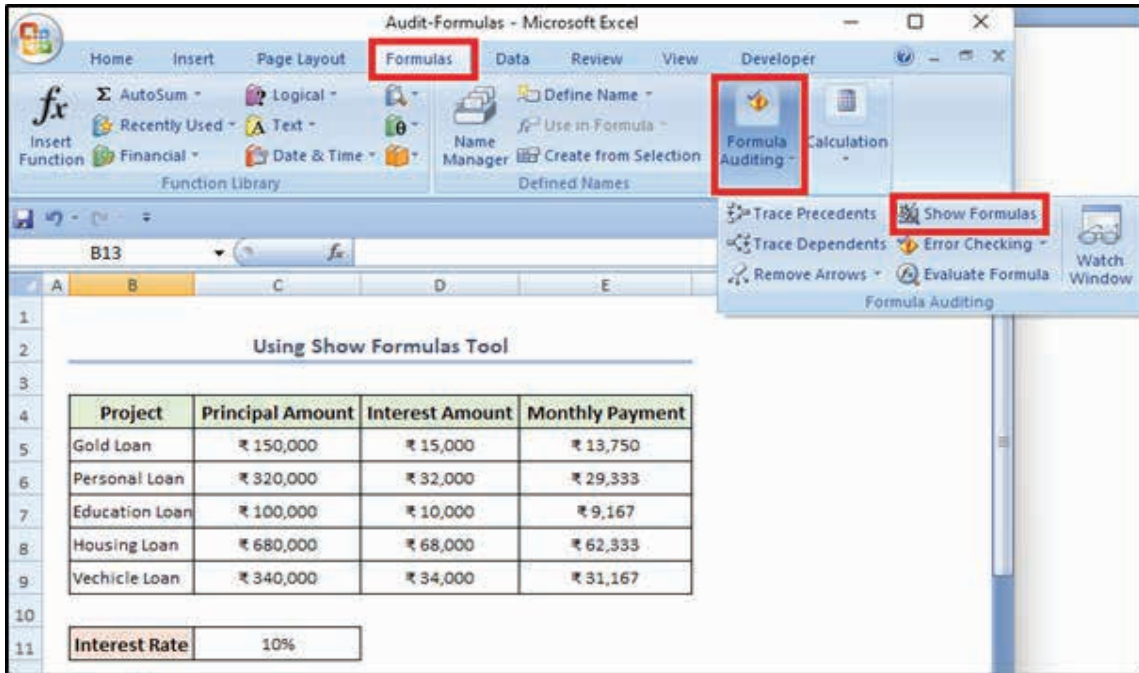 Audit-Formulas - Microsoft Excel
Home Insert Page Layout Formulas Data Review View Developer
fx Σ AutoSum Logical Define Name
Recently Used Text Use in Formula
Insert Function Financial Date & Time Name Manager Create from Selection Formula Auditing Calculation
Function Library Defined Names
Trace Precedents Show Formulas
Trace Dependents Error Checking
Remove Arrows Evaluate Formula Watch Window
Formula Auditing
B13 fx
A B C D E
1
2 Using Show Formulas Tool
3
4 Project Principal Amount Interest Amount Monthly Payment
5 Gold Loan ₹ 150,000 ₹ 15,000 ₹ 13,750
6 Personal Loan ₹ 320,000 ₹ 32,000 ₹ 29,333
7 Education Loan ₹ 100,000 ₹ 10,000 ₹ 9,167
8 Housing Loan ₹ 680,000 ₹ 68,000 ₹ 62,333
9 Vechicle Loan ₹ 340,000 ₹ 34,000 ₹ 31,167
10
11 Interest Rate 10%